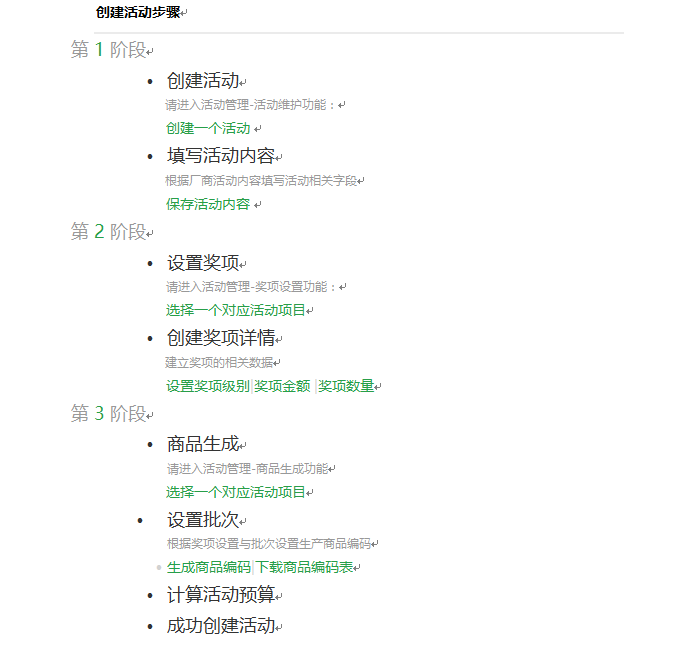 创建活动步骤
第 1 阶段
• 创建活动
请进入活动管理-活动维护功能：
创建一个活动
• 填写活动内容
根据厂商活动内容填写活动相关字段
保存活动内容
第 2 阶段
• 设置奖项
请进入活动管理-奖项设置功能：
选择一个对应活动项目
• 创建奖项详情
建立奖项的相关数据
设置奖项级别|奖项金额 |奖项数量
第 3 阶段
• 商品生成
请进入活动管理-商品生成功能
选择一个对应活动项目
• 设置批次
根据奖项设置与批次设置生产商品编码
• 生成商品编码|下载商品编码表
• 计算活动预算
• 成功创建活动